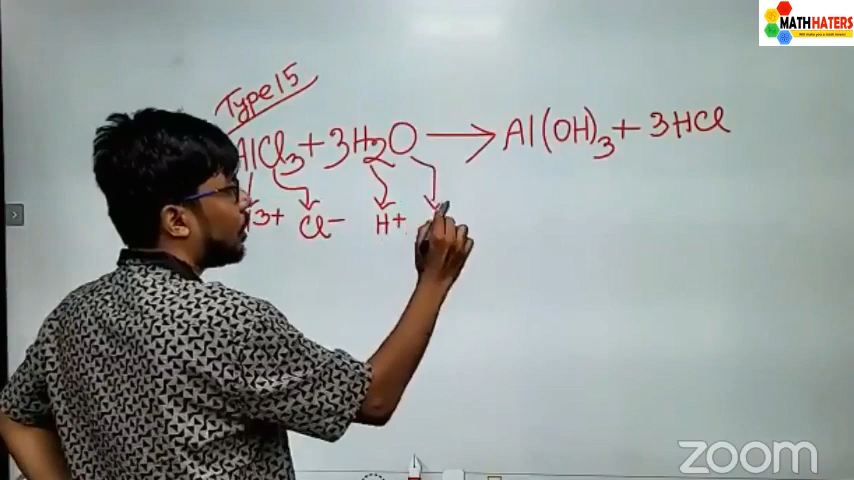 MATHHATERS
Type 15
AlCl3 + 3H2O → Al(OH)3 + 3HCl
3+ Cl− H+
zoom